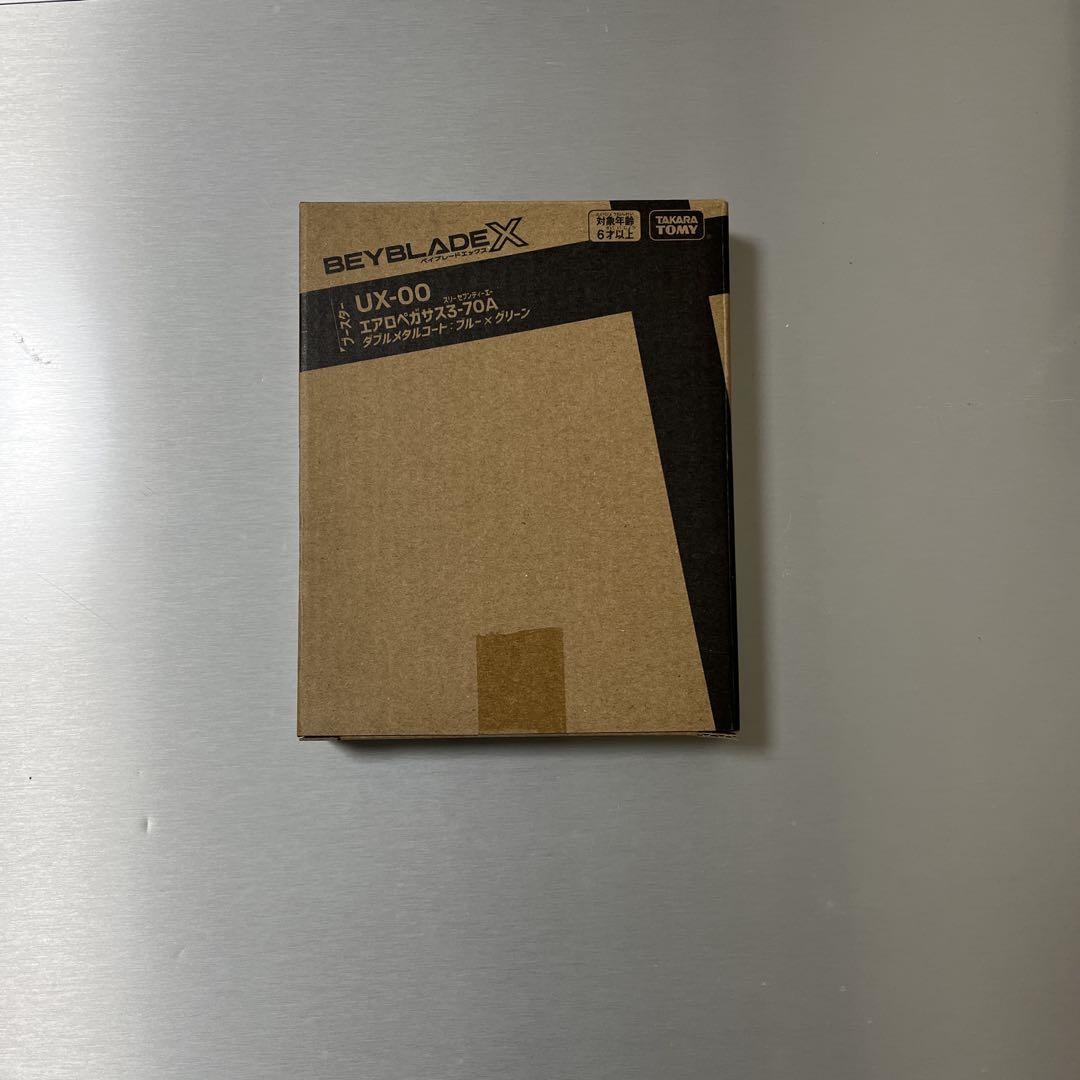 BEYBLADE X
ベイブレードエックス
対象年齢
6才以上
TAKARA
TOMY
ブースター
UX-00
スリーセブンティーエー
エアロペガサス3-70A
ダブルメタルコート:ブルー×グリーン